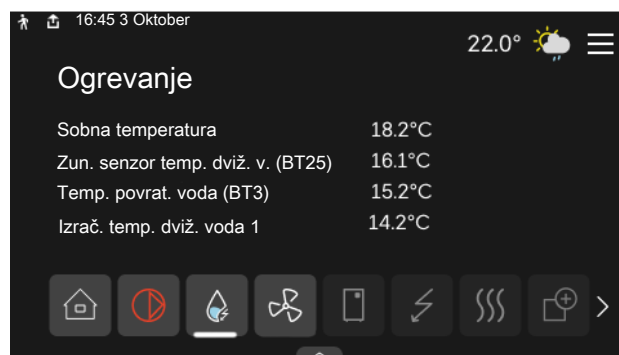 16:45 3 Oktober
22.0°
Ogrevanje
Sobna temperatura 18.2°C
Zun. senzor temp. dviž. v. (BT25) 16.1°C
Temp. povrat. voda (BT3) 15.2°C
Izrač. temp. dviž. voda 1 14.2°C